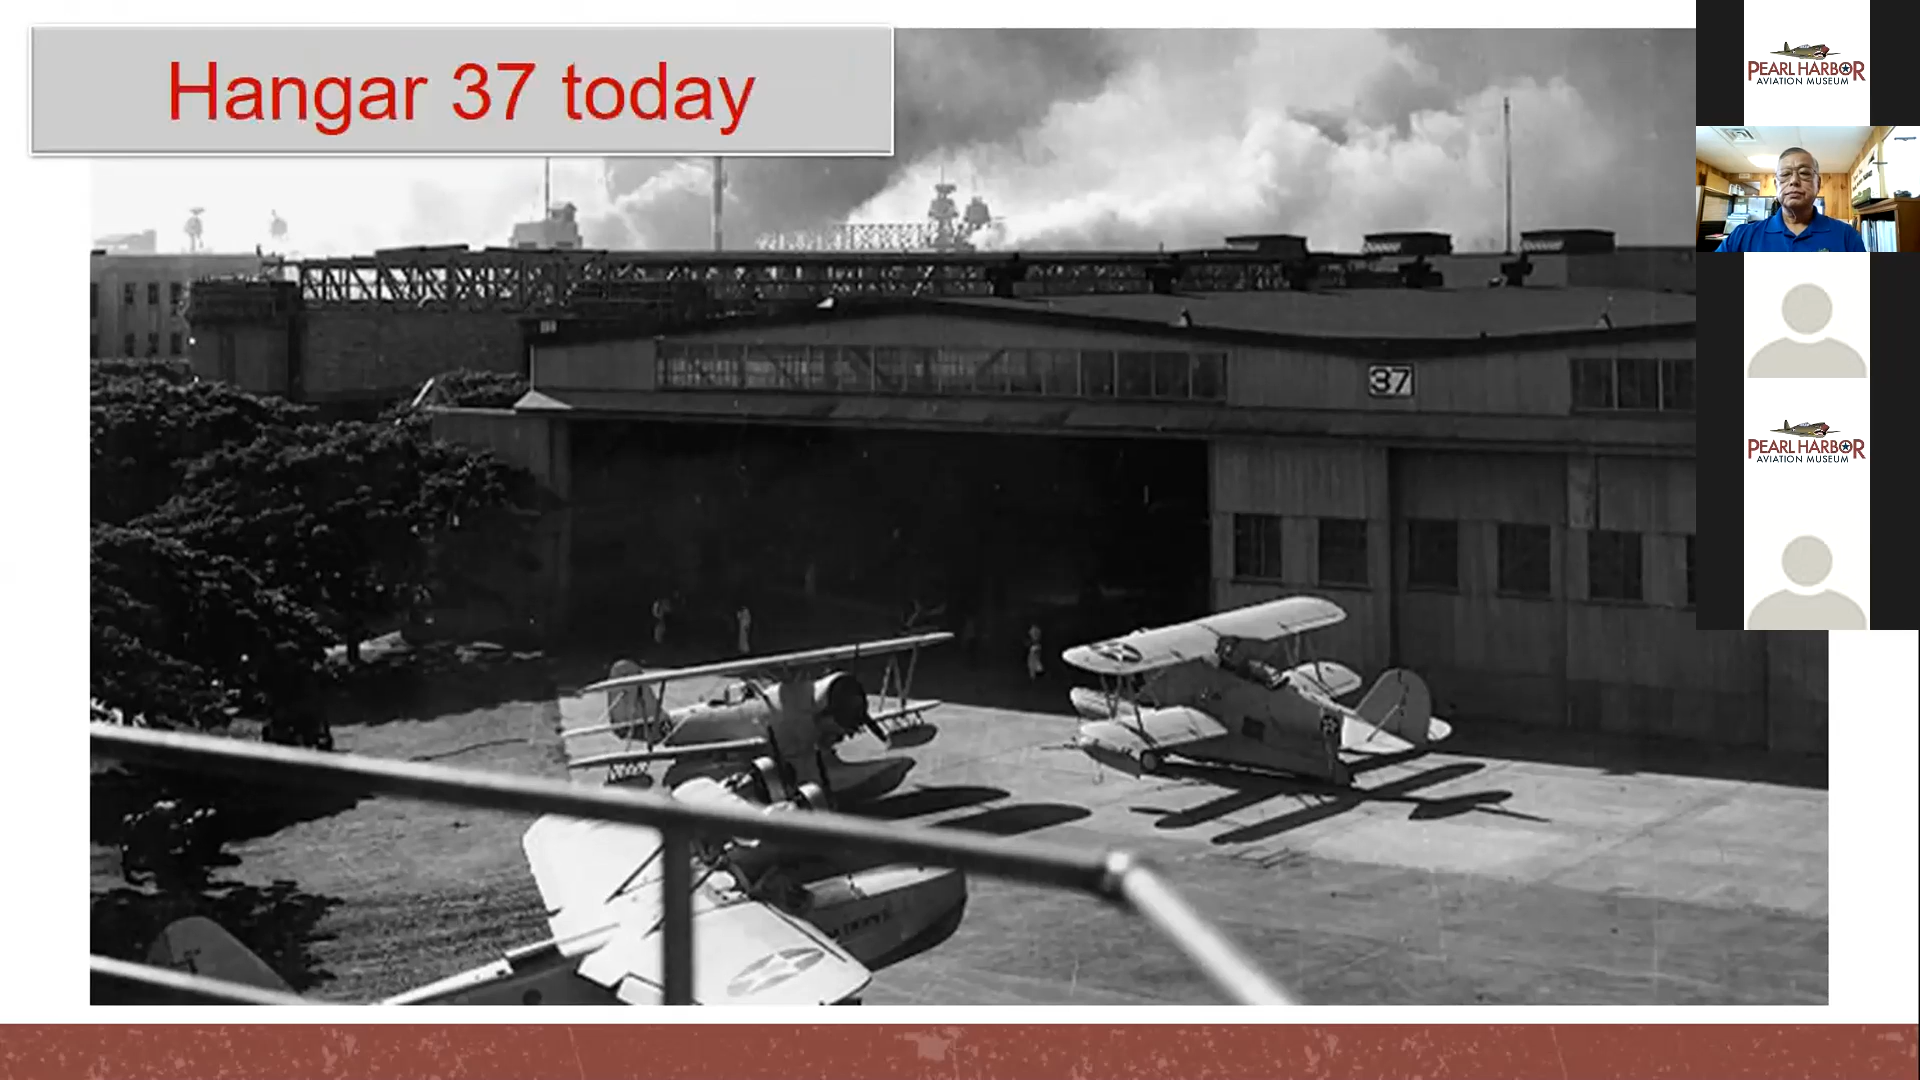 Hangar 37 today
37
PEARL HARBOR
AVIATION MUSEUM
PEARL HARBOR
AVIATION MUSEUM